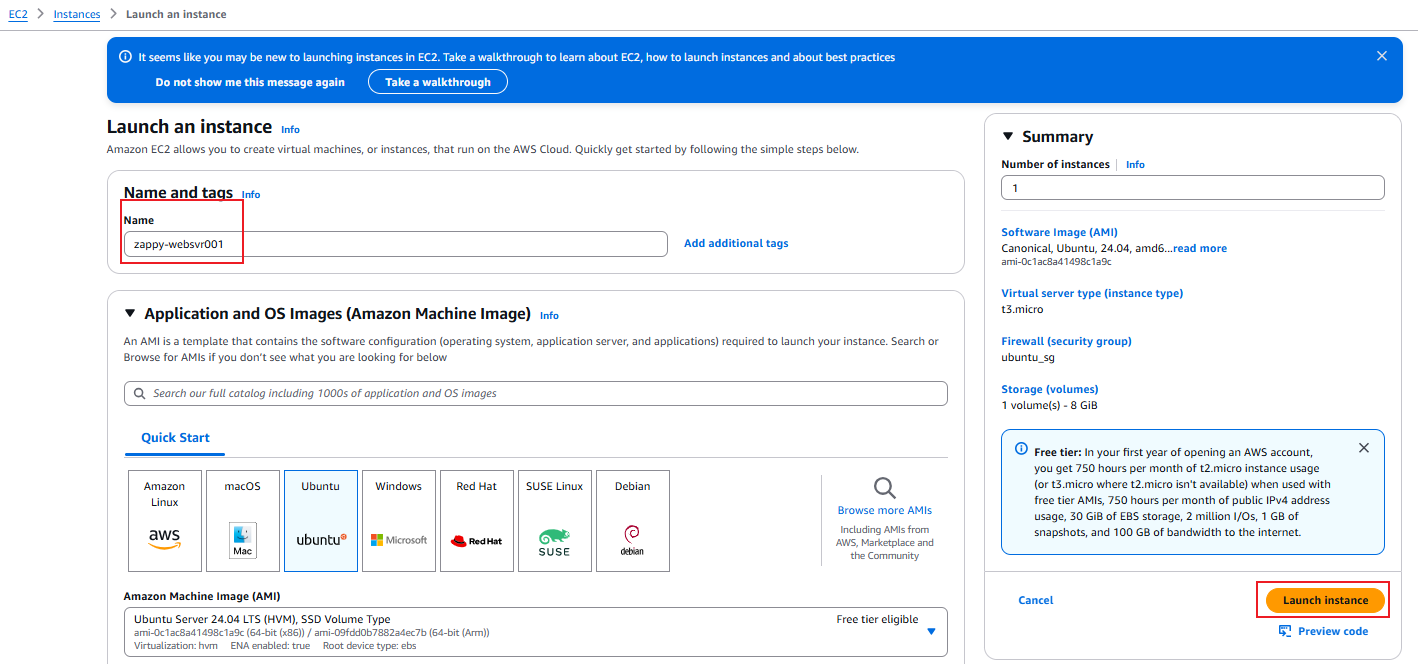 EC2 > Instances > Launch an instance
It seems like you may be new to launching instances in EC2. Take a walkthrough to learn about EC2, how to launch instances and about best practices
Do not show me this message again
Take a walkthrough
Launch an instance Info
Amazon EC2 allows you to create virtual machines, or instances, that run on the AWS Cloud. Quickly get started by following the simple steps below.
Name and tags Info
Name
zappy-websvr001
Add additional tags
Application and OS Images (Amazon Machine Image) Info
An AMI is a template that contains the software configuration (operating system, application server, and applications) required to launch your instance. Search or
Browse for AMIs if you don't see what you are looking for below
Search our full catalog including 1000s of application and OS images
Quick Start
Amazon
Linux
aws
macOS
Mac
Ubuntu
ubuntu
Windows
Microsoft
Red Hat
Red Hat
SUSE Linux
SUSE
Debian
debian
Browse more AMIs
Including AMIs from
AWS, Marketplace and
the Community
Amazon Machine Image (AMI)
Ubuntu Server 24.04 LTS (HVM), SSD Volume Type
Free tier eligible
ami-0c1ac8a41498c1a9c (64-bit (x86)) / ami-09fdd0b7882a4ec7b (64-bit (Arm))
Virtualization: hvm ENA enabled: true Root device type: ebs
Summary
Number of instances Info
1
Software Image (AMI)
Canonical, Ubuntu, 24.04, amd6...read more
ami-0c1ac8a41498c1a9c
Virtual server type (instance type)
t3.micro
Firewall (security group)
ubuntu_sg
Storage (volumes)
1 volume(s) - 8 GiB
Free tier: In your first year of opening an AWS account,
you get 750 hours per month of t2.micro instance usage
(or t3.micro where t2.micro isn't available) when used with
free tier AMIs, 750 hours per month of public IPv4 address
usage, 30 GiB of EBS storage, 2 million I/Os, 1 GB of
snapshots, and 100 GB of bandwidth to the internet.
Cancel
Launch instance
Preview code